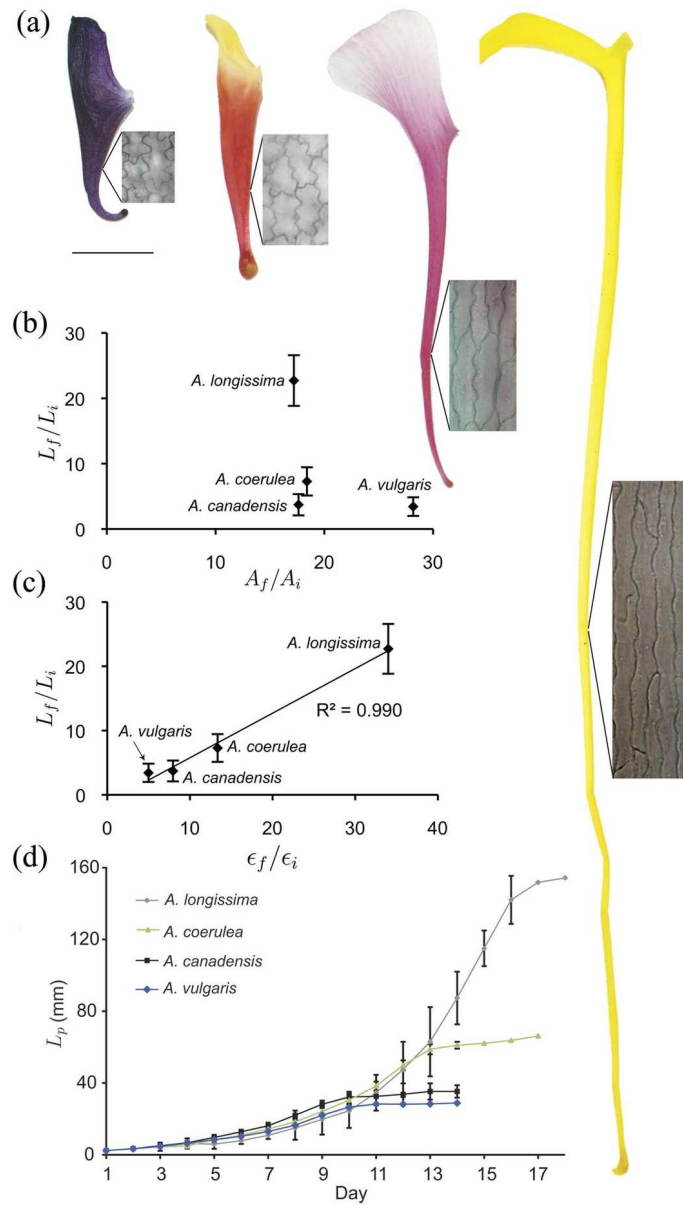 (a)
(b)
30
20
10
0
L_f/L_i
A. longissima
A. coerulea
A. canadensis
A. vulgaris
0 10 20 30
A_f/A_i
(c)
30
20
10
0
L_f/L_i
A. longissima
R² = 0.990
A. vulgaris
A. coerulea
A. canadensis
0 10 20 30 40
ϵ_f/ϵ_i
(d)
160
120
80
40
0
L_p (mm)
A. longissima
A. coerulea
A. canadensis
A. vulgaris
1 3 5 7 9 11 13 15 17
Day